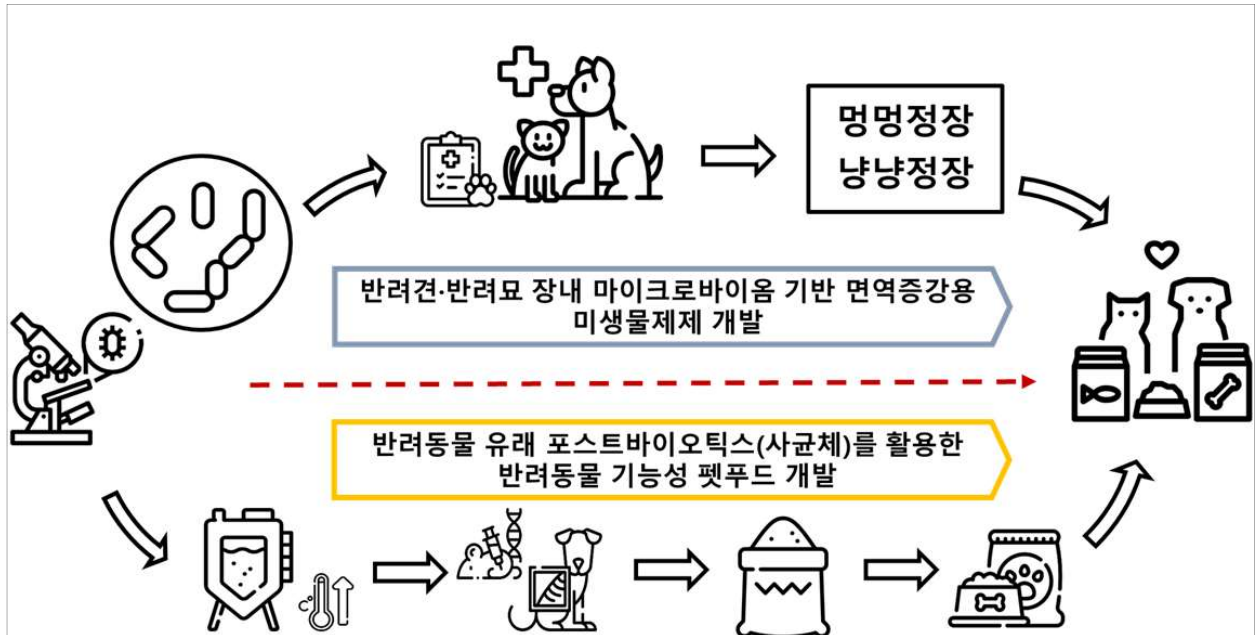 멍멍정장
냥냥정장
반려견·반려묘 장내 마이크로바이옴 기반 면역증강용
미생물제제 개발
반려동물 유래 포스트바이오틱스(사균체)를 활용한
반려동물 기능성 펫푸드 개발